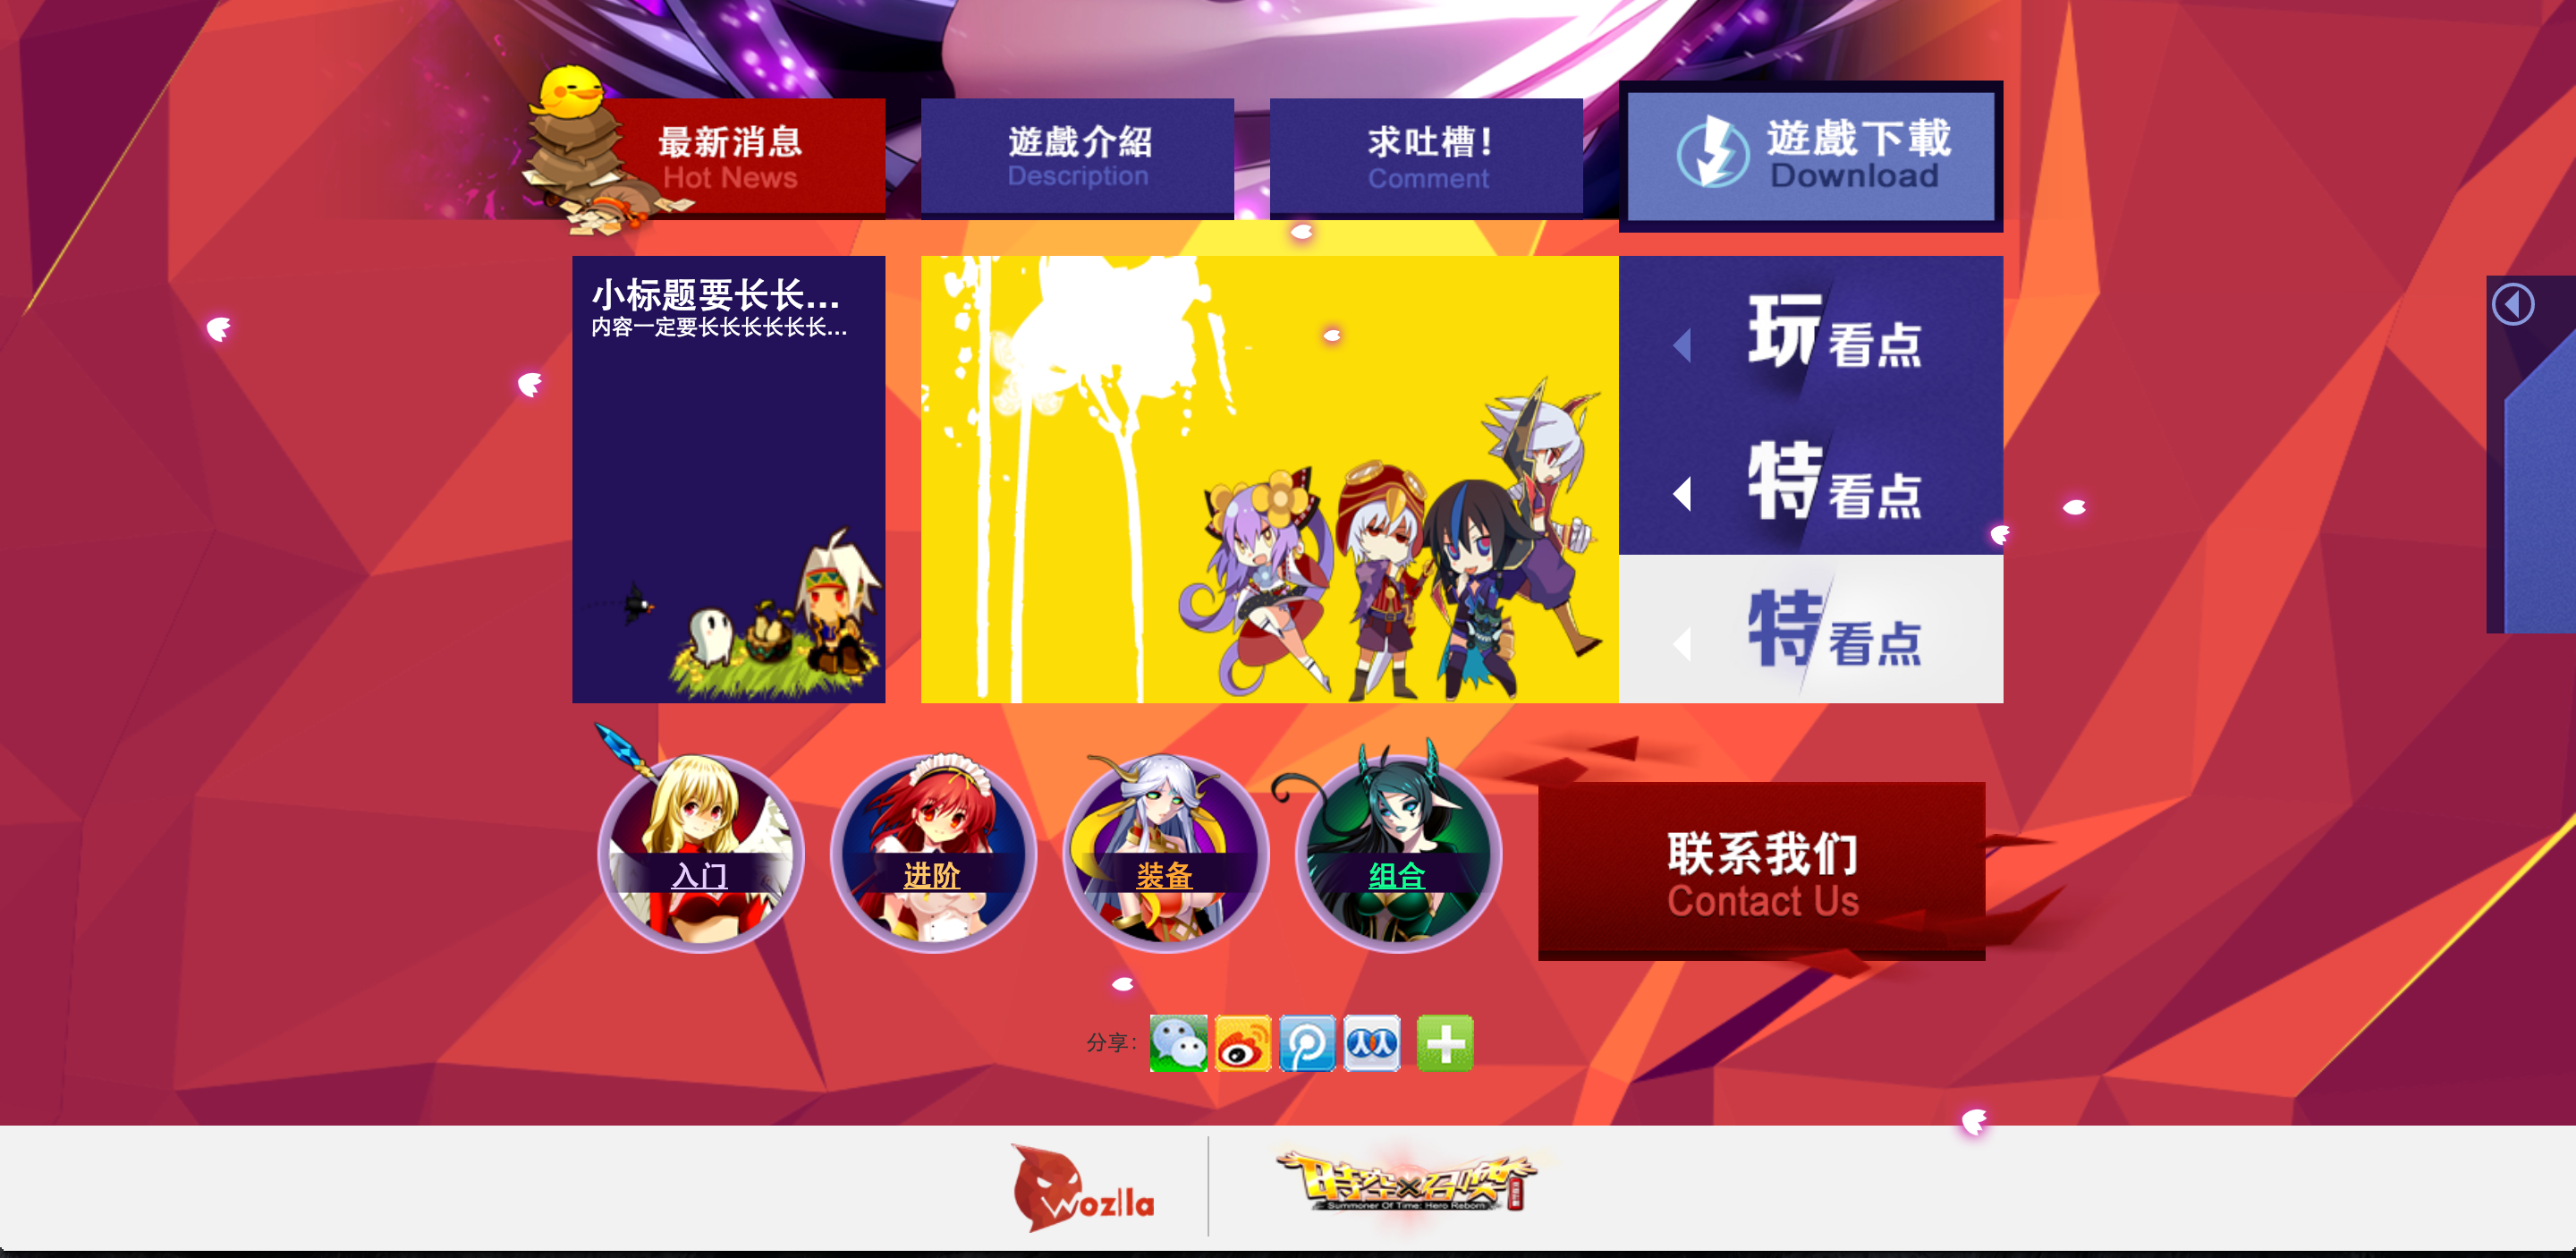 最新消息
Hot News
遊戲介紹
Description
求吐槽!
Comment
遊戲下載
Download
小标题要长长...
内容一定要长长长长长长...
玩看点
特看点
特看点
入门
进阶
装备
组合
联系我们
Contact Us
分享：
Wozlla
時空×召喚
Summoner Of Time: Hero Reborn